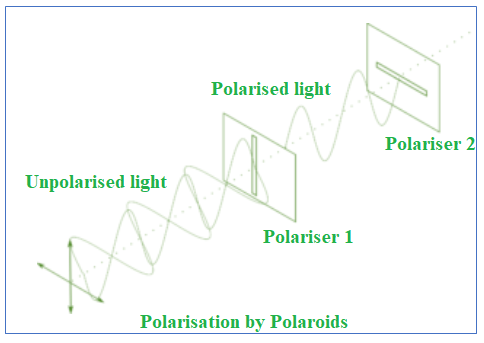 Polarised light
Polariser 2
Unpolarised light
Polariser 1
Polarisation by Polaroids